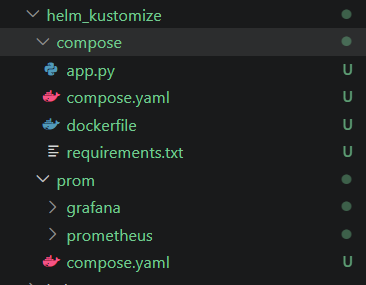 helm_kustomize
compose
app.py U
compose.yaml U
dockerfile U
requirements.txt U
prom
grafana
prometheus
compose.yaml U